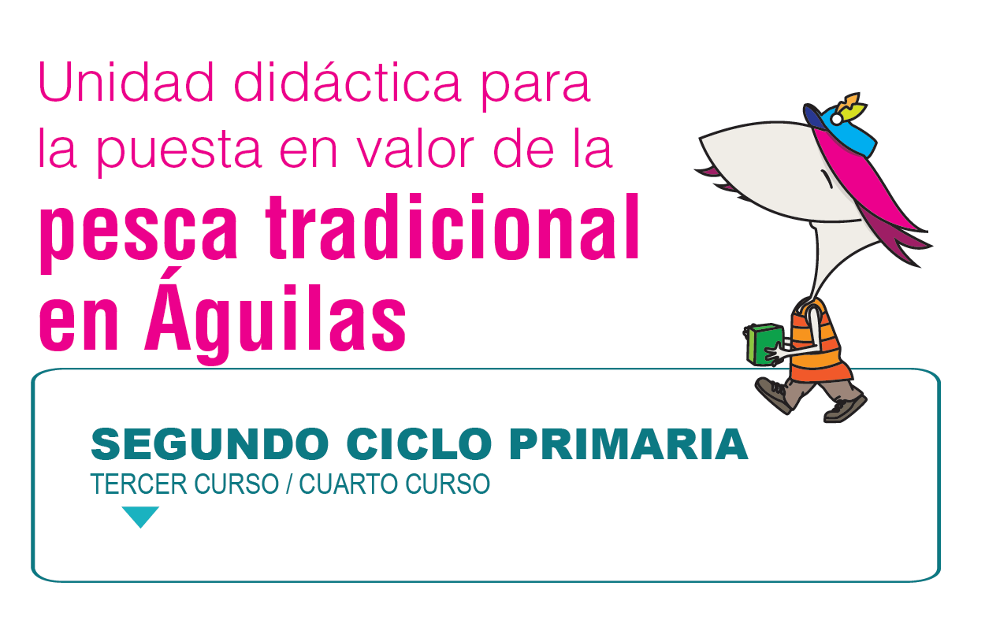 Unidad didáctica para
la puesta en valor de la
pesca tradicional
en Águilas
SEGUNDO CICLO PRIMARIA
TERCER CURSO / CUARTO CURSO